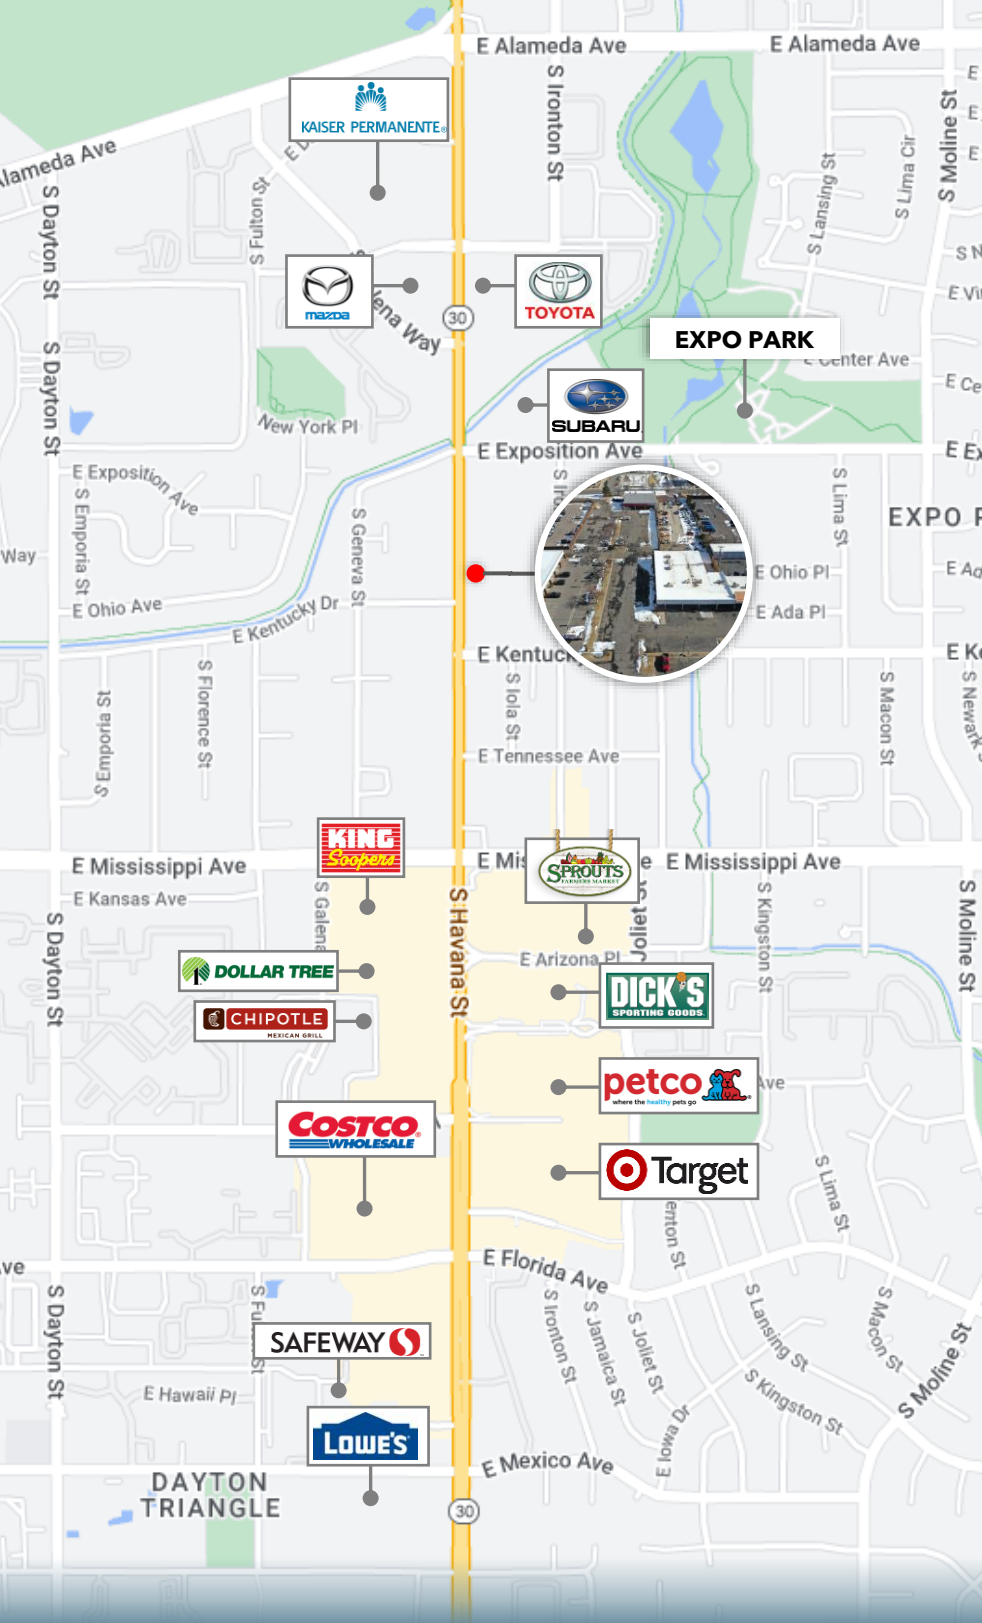 E Alameda Ave
E Alameda Ave
KAISER PERMANENTE®
S Ironton St
S Moline St
Alameda Ave
S Dayton St
S Fulton St
S Lansing St
S Lima Cir
mazda
TOYOTA
30
ena Way
EXPO PARK
E Center Ave
S Dayton St
SUBARU
New York Pl
E Exposition Ave
E Exposition Ave
S Emporia St
S Geneva St
S Lima St
EXPO
Way
E Ohio Pl
E Ohio Ave
E Kentucky Dr
E Ada Pl
E Kentuc
S Florence St
S Emporia St
S Iola St
S Macon St
S Newark
E Tennessee Ave
KING
Soopers
SPROUTS
FARMERS MARKET
E Mississippi Ave
E Mississippi Ave
E Kansas Ave
S Galena
S Havana St
Joliet St
S Kingston St
S Moline St
S Dayton St
E Arizona Pl
DOLLAR TREE
DICK'S
SPORTING GOODS
CHIPOTLE
MEXICAN GRILL
petco
where the healthy pets go
Ave
COSTCO
WHOLESALE
Target
S Lima St
enton St
E Florida Ave
S Dayton St
S Ironton St
S Jamaica St
S Joliet St
S Lansing St
S Macon St
S Moline St
SAFEWAY
S Kingston St
E Hawaii Pl
E Iowa Dr
LOWE'S
E Mexico Ave
DAYTON
TRIANGLE
30